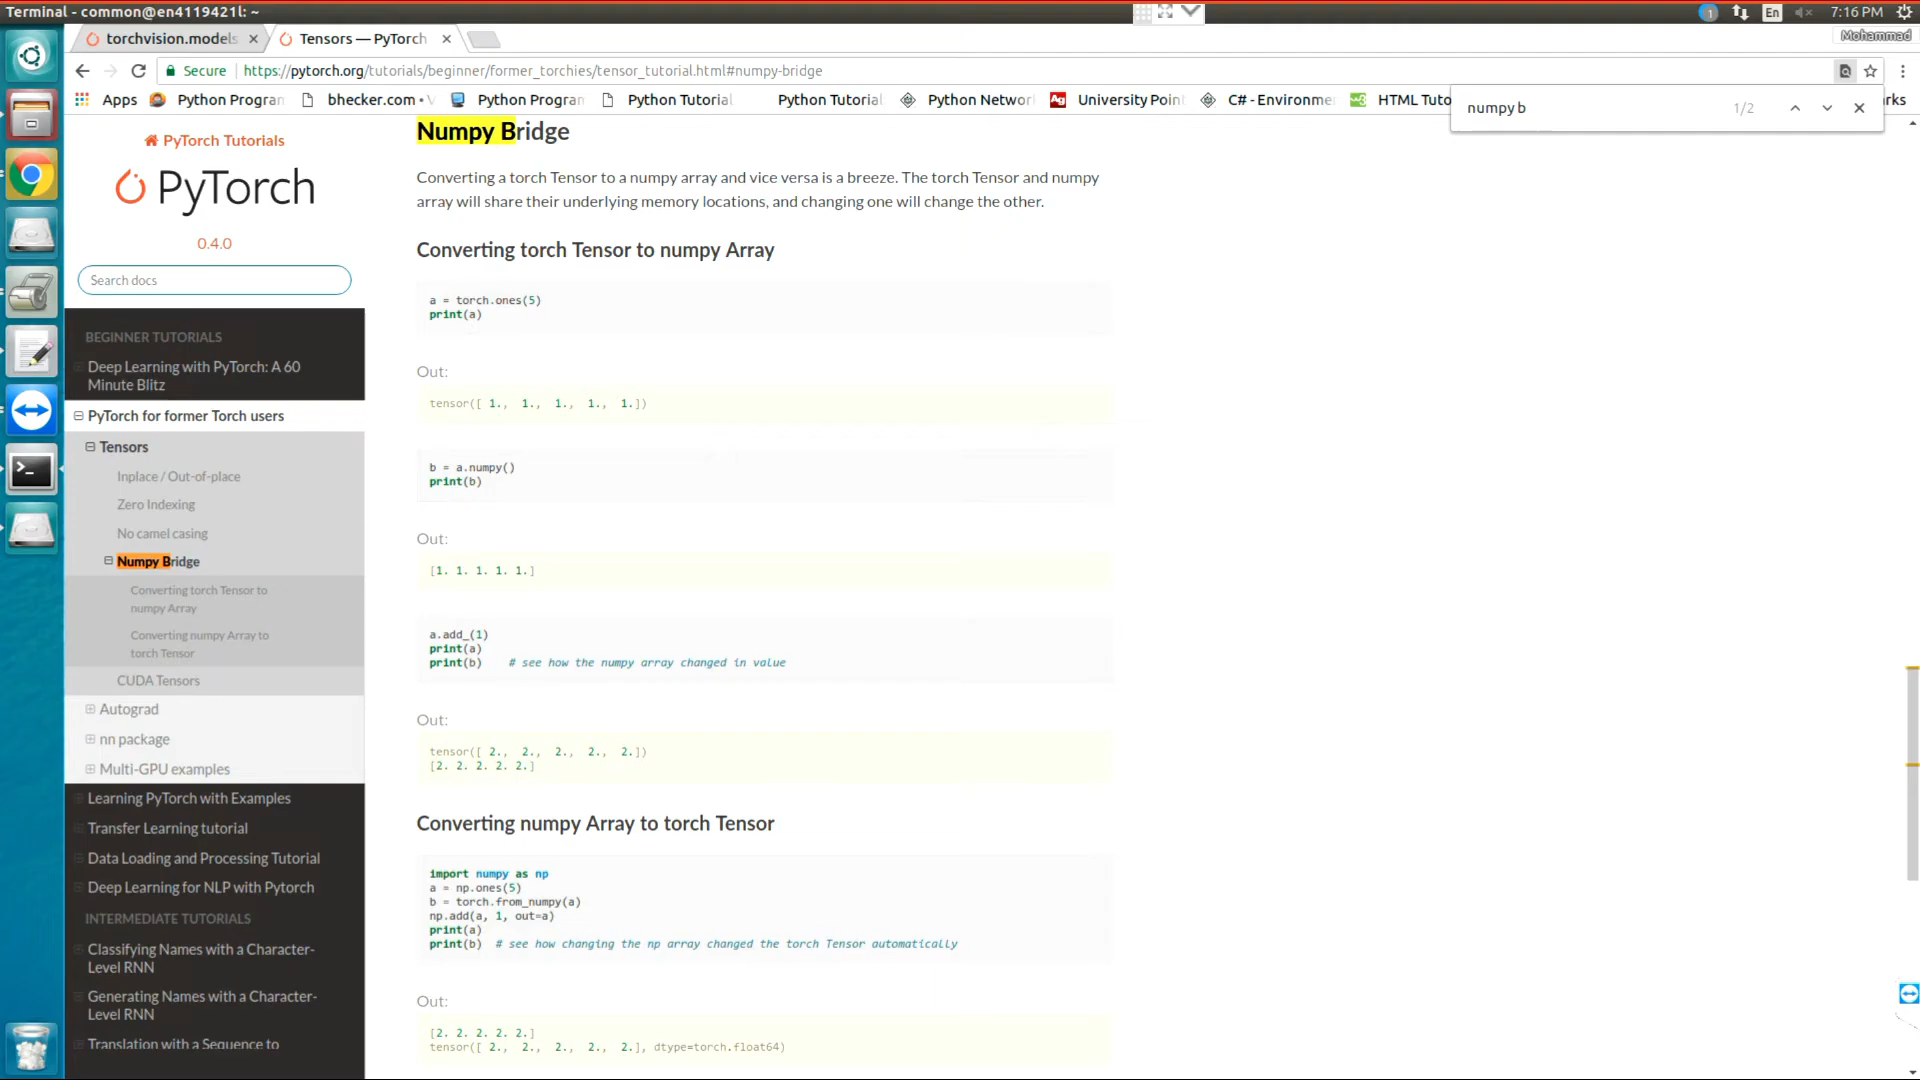 Terminal - common@en4119421l: ~
1
En
7:16 PM
torchvision.models
Tensors — PyTorch
Mohammad
Secure
https://pytorch.org/tutorials/beginner/former_torchies/tensor_tutorial.html#numpy-bridge
Apps
Python Progran
bhecker.com •
Python Progran
Python Tutorial
Python Tutorial
Python Networ
Ag
University Poin
C# - Environme
HTML Tuto
rks
numpy b
1/2
PyTorch Tutorials
PyTorch
0.4.0
Search docs
BEGINNER TUTORIALS
Deep Learning with PyTorch: A 60
Minute Blitz
PyTorch for former Torch users
Tensors
Inplace / Out-of-place
Zero Indexing
No camel casing
Numpy Bridge
Converting torch Tensor to
numpy Array
Converting numpy Array to
torch Tensor
CUDA Tensors
Autograd
nn package
Multi-GPU examples
Learning PyTorch with Examples
Transfer Learning tutorial
Data Loading and Processing Tutorial
Deep Learning for NLP with Pytorch
INTERMEDIATE TUTORIALS
Classifying Names with a Character-
Level RNN
Generating Names with a Character-
Level RNN
Translation with a Sequence to
Numpy Bridge
Converting a torch Tensor to a numpy array and vice versa is a breeze. The torch Tensor and numpy
array will share their underlying memory locations, and changing one will change the other.
Converting torch Tensor to numpy Array
a = torch.ones(5)
print(a)
Out:
tensor([ 1.,  1.,  1.,  1.,  1.])
b = a.numpy()
print(b)
Out:
[1. 1. 1. 1. 1.]
a.add_(1)
print(a)
print(b)    # see how the numpy array changed in value
Out:
tensor([ 2.,  2.,  2.,  2.,  2.])
[2. 2. 2. 2. 2.]
Converting numpy Array to torch Tensor
import numpy as np
a = np.ones(5)
b = torch.from_numpy(a)
np.add(a, 1, out=a)
print(a)
print(b)  # see how changing the np array changed the torch Tensor automatically
Out:
[2. 2. 2. 2. 2.]
tensor([ 2.,  2.,  2.,  2.,  2.], dtype=torch.float64)